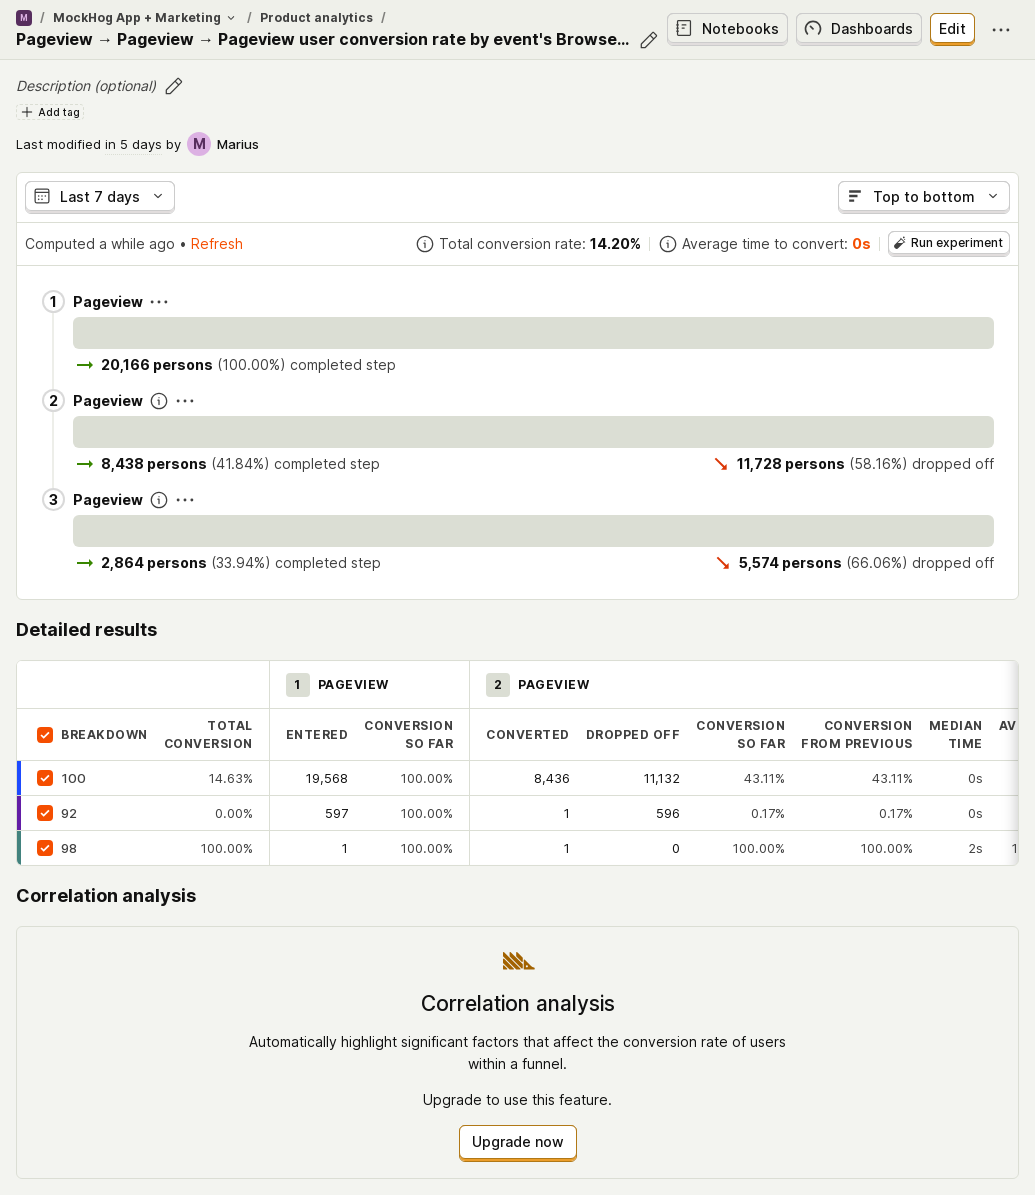 M / MockHog App + Marketing / Product analytics /
Pageview → Pageview → Pageview user conversion rate by event's Browse...
Notebooks
Dashboards
Edit
Description (optional)
Add tag
Last modified in 5 days by M Marius
Last 7 days
Top to bottom
Computed a while ago • Refresh
Total conversion rate: 14.20%
Average time to convert: 0s
Run experiment
1 Pageview
20,166 persons (100.00%) completed step
2 Pageview
8,438 persons (41.84%) completed step
11,728 persons (58.16%) dropped off
3 Pageview
2,864 persons (33.94%) completed step
5,574 persons (66.06%) dropped off
Detailed results
1 PAGEVIEW
2 PAGEVIEW
BREAKDOWN
TOTAL
CONVERSION
ENTERED
CONVERSION
SO FAR
CONVERTED
DROPPED OFF
CONVERSION
SO FAR
CONVERSION
FROM PREVIOUS
MEDIAN
TIME
AV
100 14.63% 19,568 100.00% 8,436 11,132 43.11% 43.11% 0s
92 0.00% 597 100.00% 1 596 0.17% 0.17% 0s
98 100.00% 1 100.00% 1 0 100.00% 100.00% 2s 1
Correlation analysis
Correlation analysis
Automatically highlight significant factors that affect the conversion rate of users
within a funnel.
Upgrade to use this feature.
Upgrade now